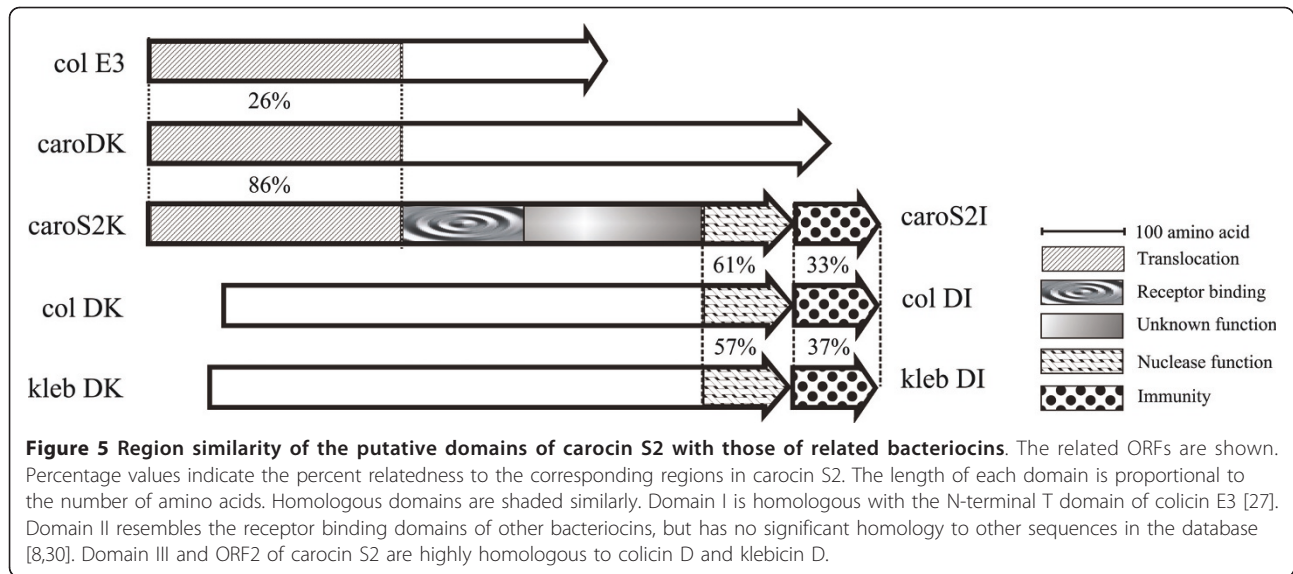 col E3
26%
caroDK
86%
caroS2K
caroS2I
61% 33%
col DK
col DI
57% 37%
kleb DK
kleb DI
100 amino acid
Translocation
Receptor binding
Unknown function
Nuclease function
Immunity
Figure 5 Region similarity of the putative domains of carocin S2 with those of related bacteriocins. The related ORFs are shown.
Percentage values indicate the percent relatedness to the corresponding regions in carocin S2. The length of each domain is proportional to
the number of amino acids. Homologous domains are shaded similarly. Domain I is homologous with the N-terminal T domain of colicin E3 [27].
Domain II resembles the receptor binding domains of other bacteriocins, but has no significant homology to other sequences in the database
[8,30]. Domain III and ORF2 of carocin S2 are highly homologous to colicin D and klebicin D.